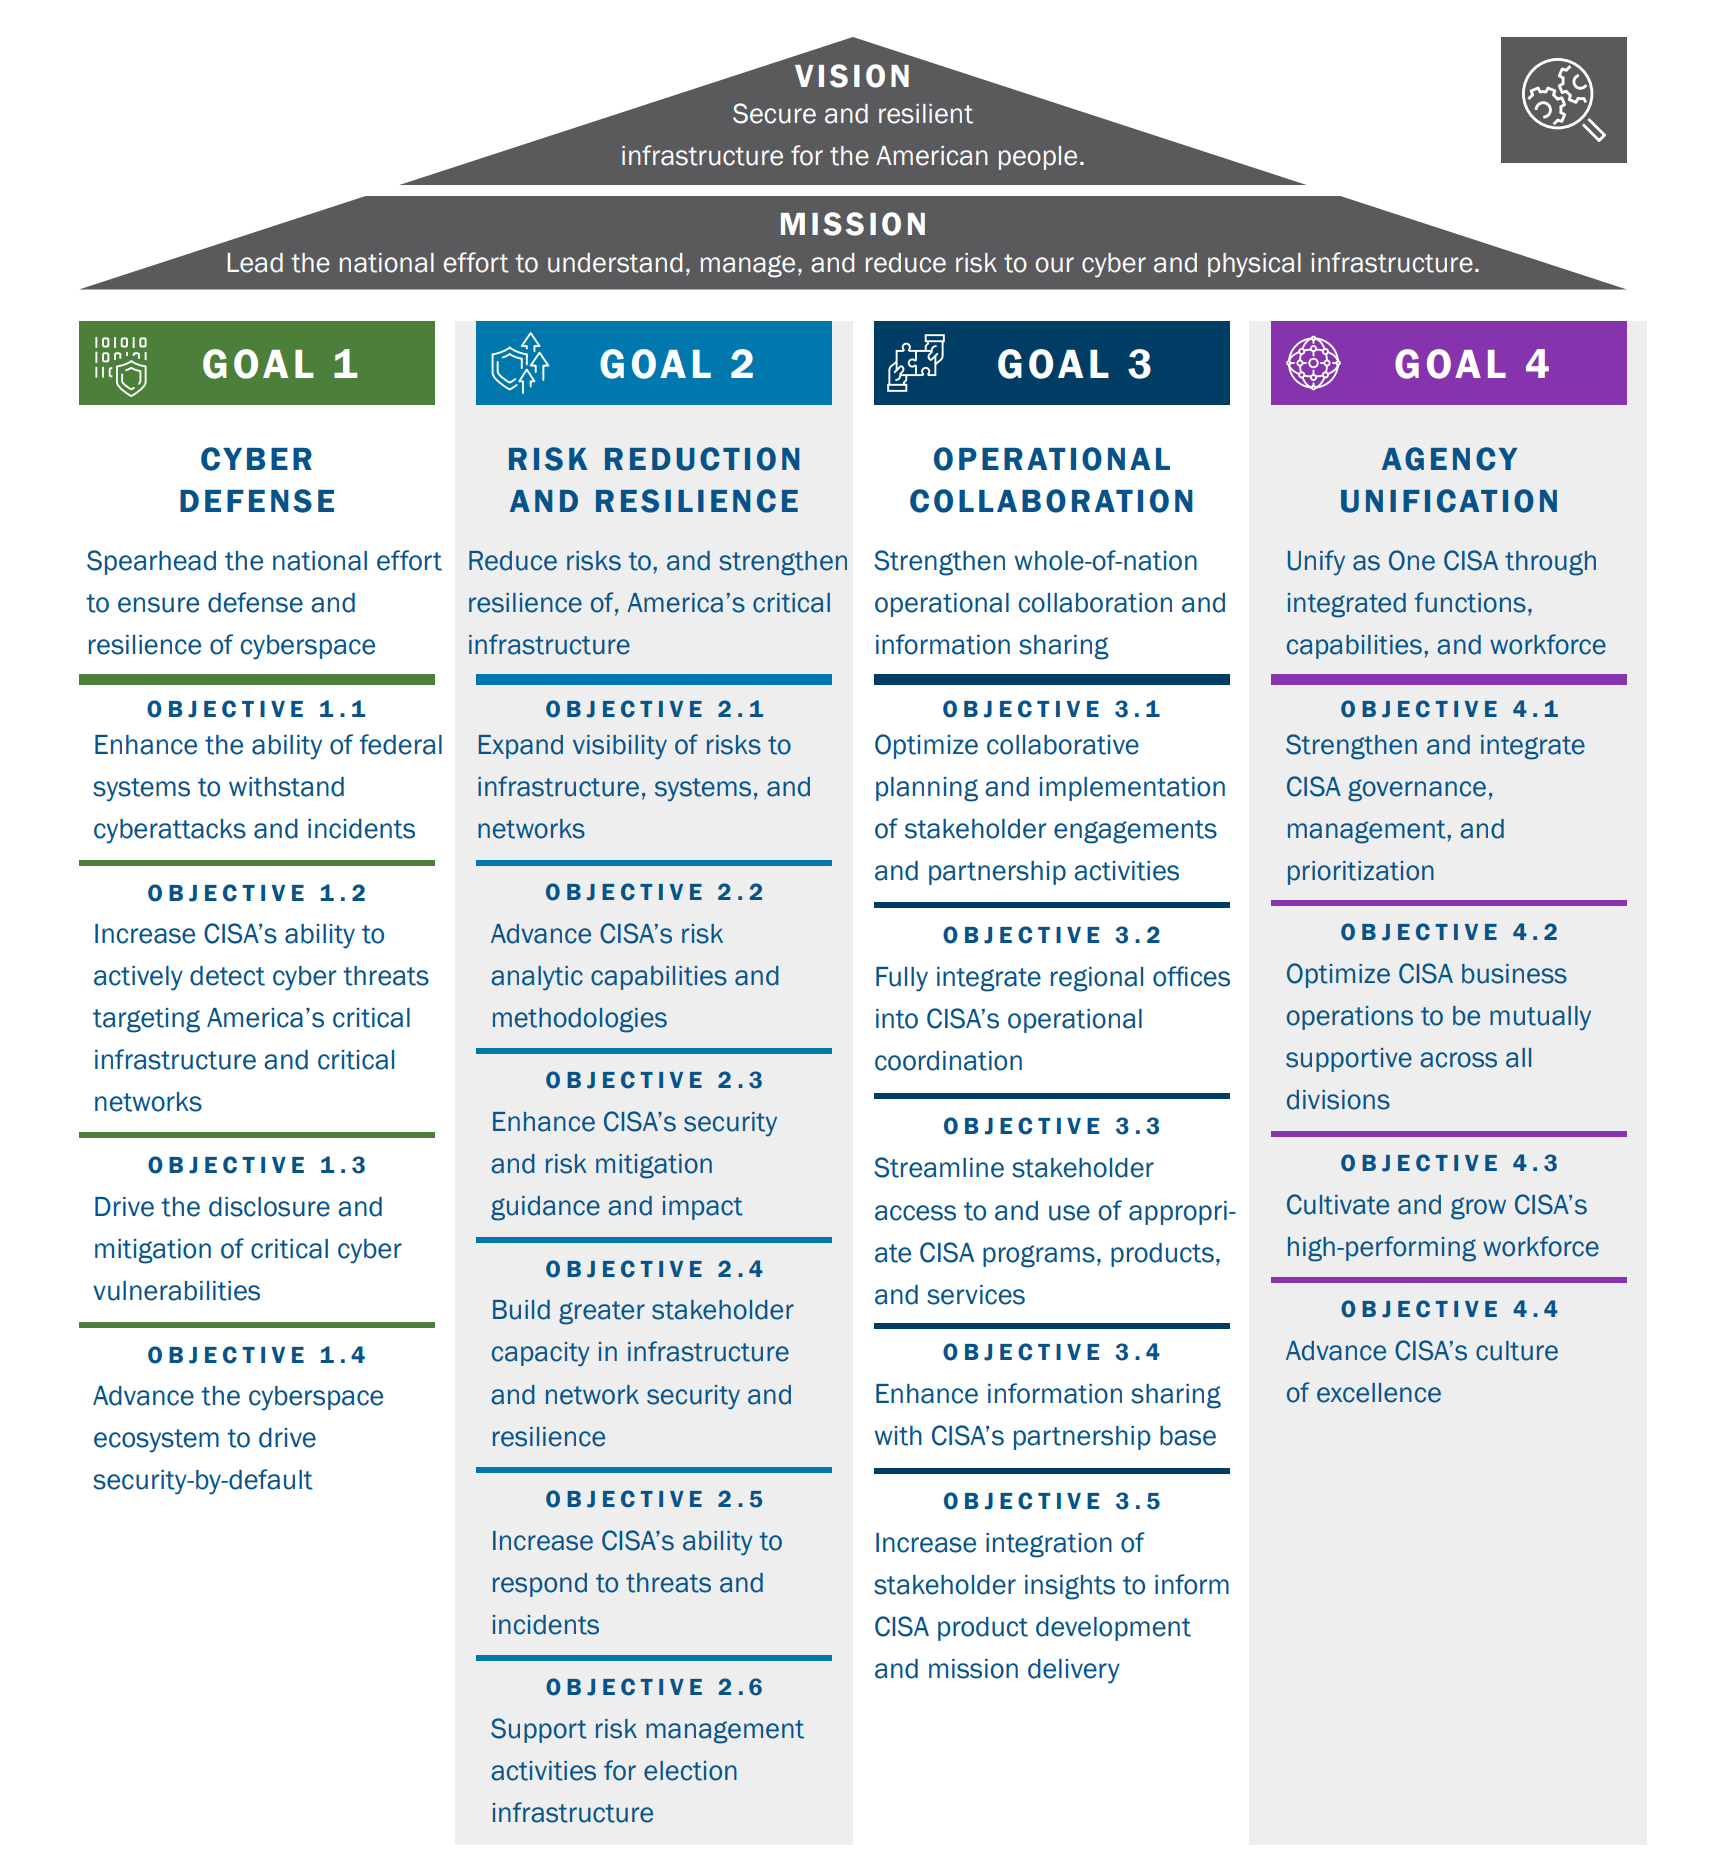 VISION
Secure and resilient
infrastructure for the American people.
MISSION
Lead the national effort to understand, manage, and reduce risk to our cyber and physical infrastructure.
GOAL 1
CYBER
DEFENSE
Spearhead the national effort
to ensure defense and
resilience of cyberspace
OBJECTIVE 1.1
Enhance the ability of federal
systems to withstand
cyberattacks and incidents
OBJECTIVE 1.2
Increase CISA’s ability to
actively detect cyber threats
targeting America’s critical
infrastructure and critical
networks
OBJECTIVE 1.3
Drive the disclosure and
mitigation of critical cyber
vulnerabilities
OBJECTIVE 1.4
Advance the cyberspace
ecosystem to drive
security-by-default
GOAL 2
RISK REDUCTION
AND RESILIENCE
Reduce risks to, and strengthen
resilience of, America’s critical
infrastructure
OBJECTIVE 2.1
Expand visibility of risks to
infrastructure, systems, and
networks
OBJECTIVE 2.2
Advance CISA’s risk
analytic capabilities and
methodologies
OBJECTIVE 2.3
Enhance CISA’s security
and risk mitigation
guidance and impact
OBJECTIVE 2.4
Build greater stakeholder
capacity in infrastructure
and network security and
resilience
OBJECTIVE 2.5
Increase CISA’s ability to
respond to threats and
incidents
OBJECTIVE 2.6
Support risk management
activities for election
infrastructure
GOAL 3
OPERATIONAL
COLLABORATION
Strengthen whole-of-nation
operational collaboration and
information sharing
OBJECTIVE 3.1
Optimize collaborative
planning and implementation
of stakeholder engagements
and partnership activities
OBJECTIVE 3.2
Fully integrate regional offices
into CISA’s operational
coordination
OBJECTIVE 3.3
Streamline stakeholder
access to and use of appropri-
ate CISA programs, products,
and services
OBJECTIVE 3.4
Enhance information sharing
with CISA’s partnership base
OBJECTIVE 3.5
Increase integration of
stakeholder insights to inform
CISA product development
and mission delivery
GOAL 4
AGENCY
UNIFICATION
Unify as One CISA through
integrated functions,
capabilities, and workforce
OBJECTIVE 4.1
Strengthen and integrate
CISA governance,
management, and
prioritization
OBJECTIVE 4.2
Optimize CISA business
operations to be mutually
supportive across all
divisions
OBJECTIVE 4.3
Cultivate and grow CISA’s
high-performing workforce
OBJECTIVE 4.4
Advance CISA’s culture
of excellence